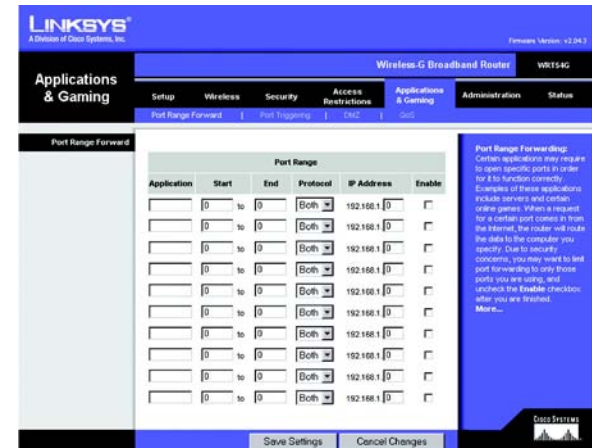 LINKSYS®
A Division of Cisco Systems, Inc.
Firmware Version: v2.04.3
Wireless-G Broadband Router WRT54G
Applications & Gaming
Setup Wireless Security Access Restrictions Applications & Gaming Administration Status
Port Range Forward | Port Triggering | DMZ | QoS
Port Range Forward
Port Range
Application Start End Protocol IP Address Enable
0 to 0 Both 192.168.1.0
0 to 0 Both 192.168.1.0
0 to 0 Both 192.168.1.0
0 to 0 Both 192.168.1.0
0 to 0 Both 192.168.1.0
0 to 0 Both 192.168.1.0
0 to 0 Both 192.168.1.0
0 to 0 Both 192.168.1.0
0 to 0 Both 192.168.1.0
0 to 0 Both 192.168.1.0
Port Range Forwarding:
Certain applications may require
to open specific ports in order
for it to function correctly.
Examples of these applications
include servers and certain
online games. When a request
for a certain port comes in from
the Internet, the router will route
the data to the computer you
specify. Due to security
concerns, you may want to limit
port forwarding to only those
ports you are using, and
uncheck the Enable checkbox
after you are finished.
More...
Save Settings Cancel Changes
CISCO SYSTEMS